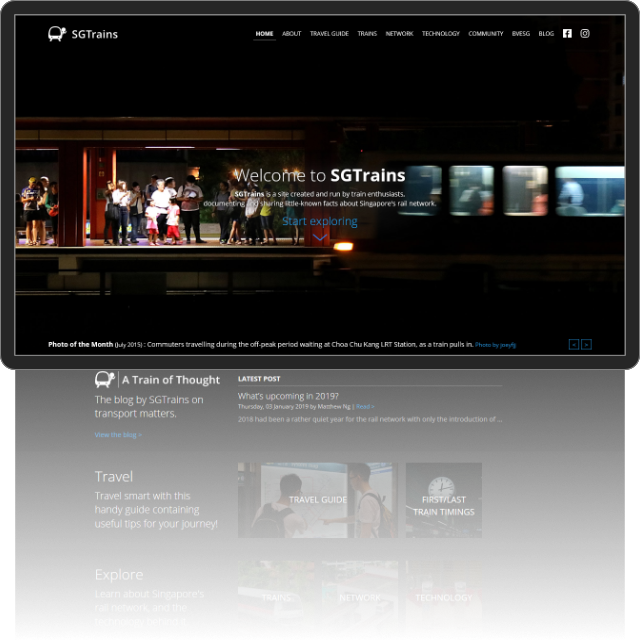 SGTrains
HOME ABOUT TRAVEL GUIDE TRAINS NETWORK TECHNOLOGY COMMUNITY BVESG BLOG
Welcome to SGTrains
SGTrains is a site created and run by train enthusiasts,
documenting and sharing little-known facts about Singapore's rail network.
Start exploring
Photo of the Month (July 2015) : Commuters travelling during the off-peak period waiting at Choa Chu Kang LRT Station, as a train pulls in. Photo by joeyfjj
< >
A Train of Thought
The blog by SGTrains on
transport matters.
View the blog >
LATEST POST
What's upcoming in 2019?
Thursday, 03 January 2019 by Matthew Ng | Read >
2018 had been a rather quiet year for the rail network with only the introduction of ...
Travel
Travel smart with this
handy guide containing
useful tips for your journey!
TRAVEL GUIDE
FIRST/LAST
TRAIN TIMINGS
Explore
Learn about Singapore's
rail network, and the
TRAINS
NETWORK
TECHNOLOGY